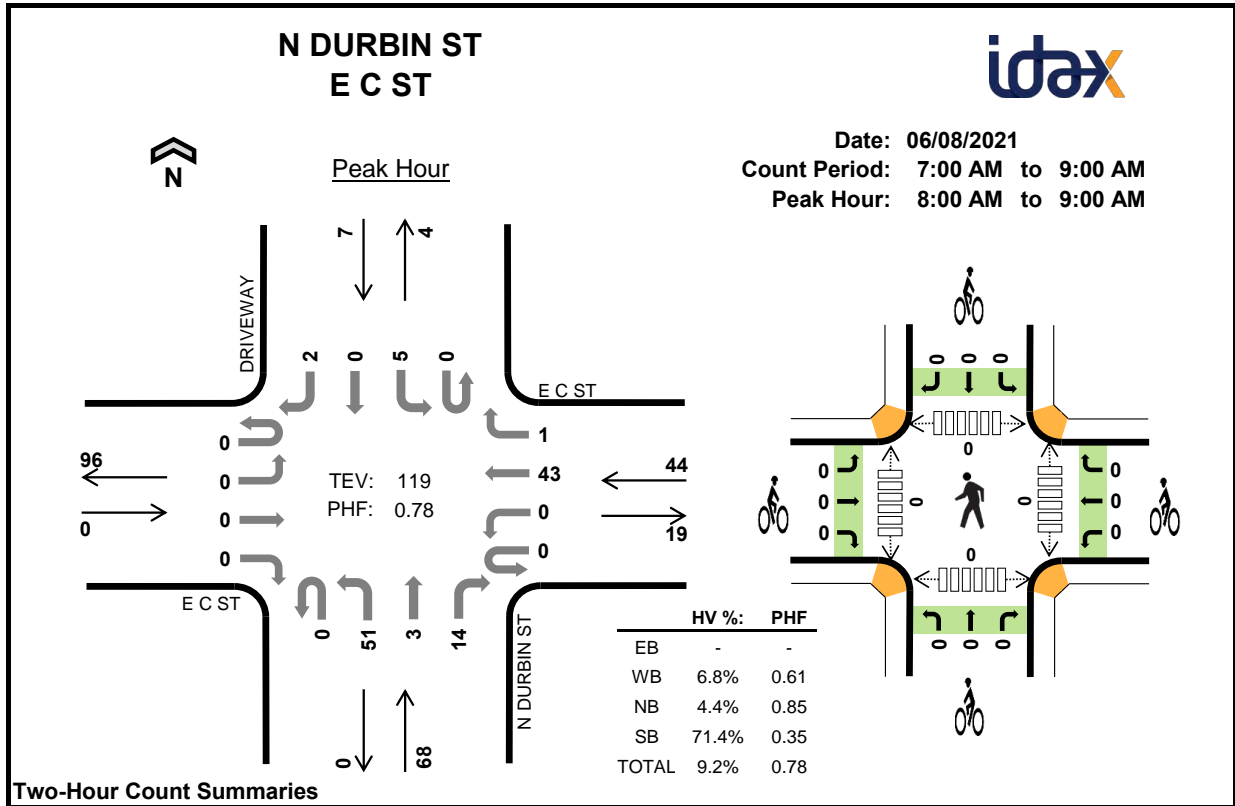 N DURBIN ST
E C ST
idax
N
Peak Hour
Date: 06/08/2021
Count Period: 7:00 AM to 9:00 AM
Peak Hour: 8:00 AM to 9:00 AM
7
4
DRIVEWAY
2
0
5
0
E C ST
0
1
96
0
TEV: 119
43
44
0
PHF: 0.78
0
0
19
0
0
E C ST
0
51
3
14
N DURBIN ST
0
68
HV %: PHF
EB - -
WB 6.8% 0.61
NB 4.4% 0.85
SB 71.4% 0.35
TOTAL 9.2% 0.78
0 0 0
0
0
0
0
0
0
0
0
0
0
0
0 0 0
Two-Hour Count Summaries